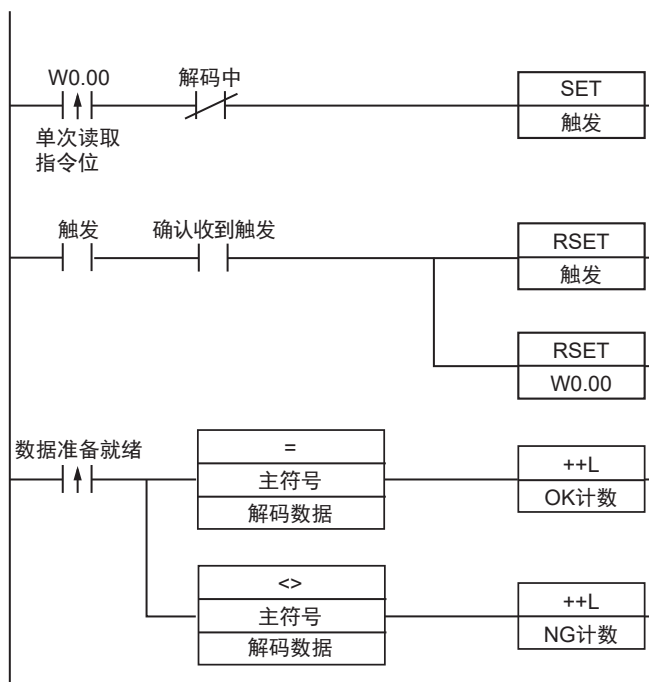 W0.00
解码中
SET
触发
单次读取
指令位
触发
确认收到触发
RSET
触发
RSET
W0.00
数据准备就绪
=
主符号
解码数据
++L
OK计数
<>
主符号
解码数据
++L
NG计数